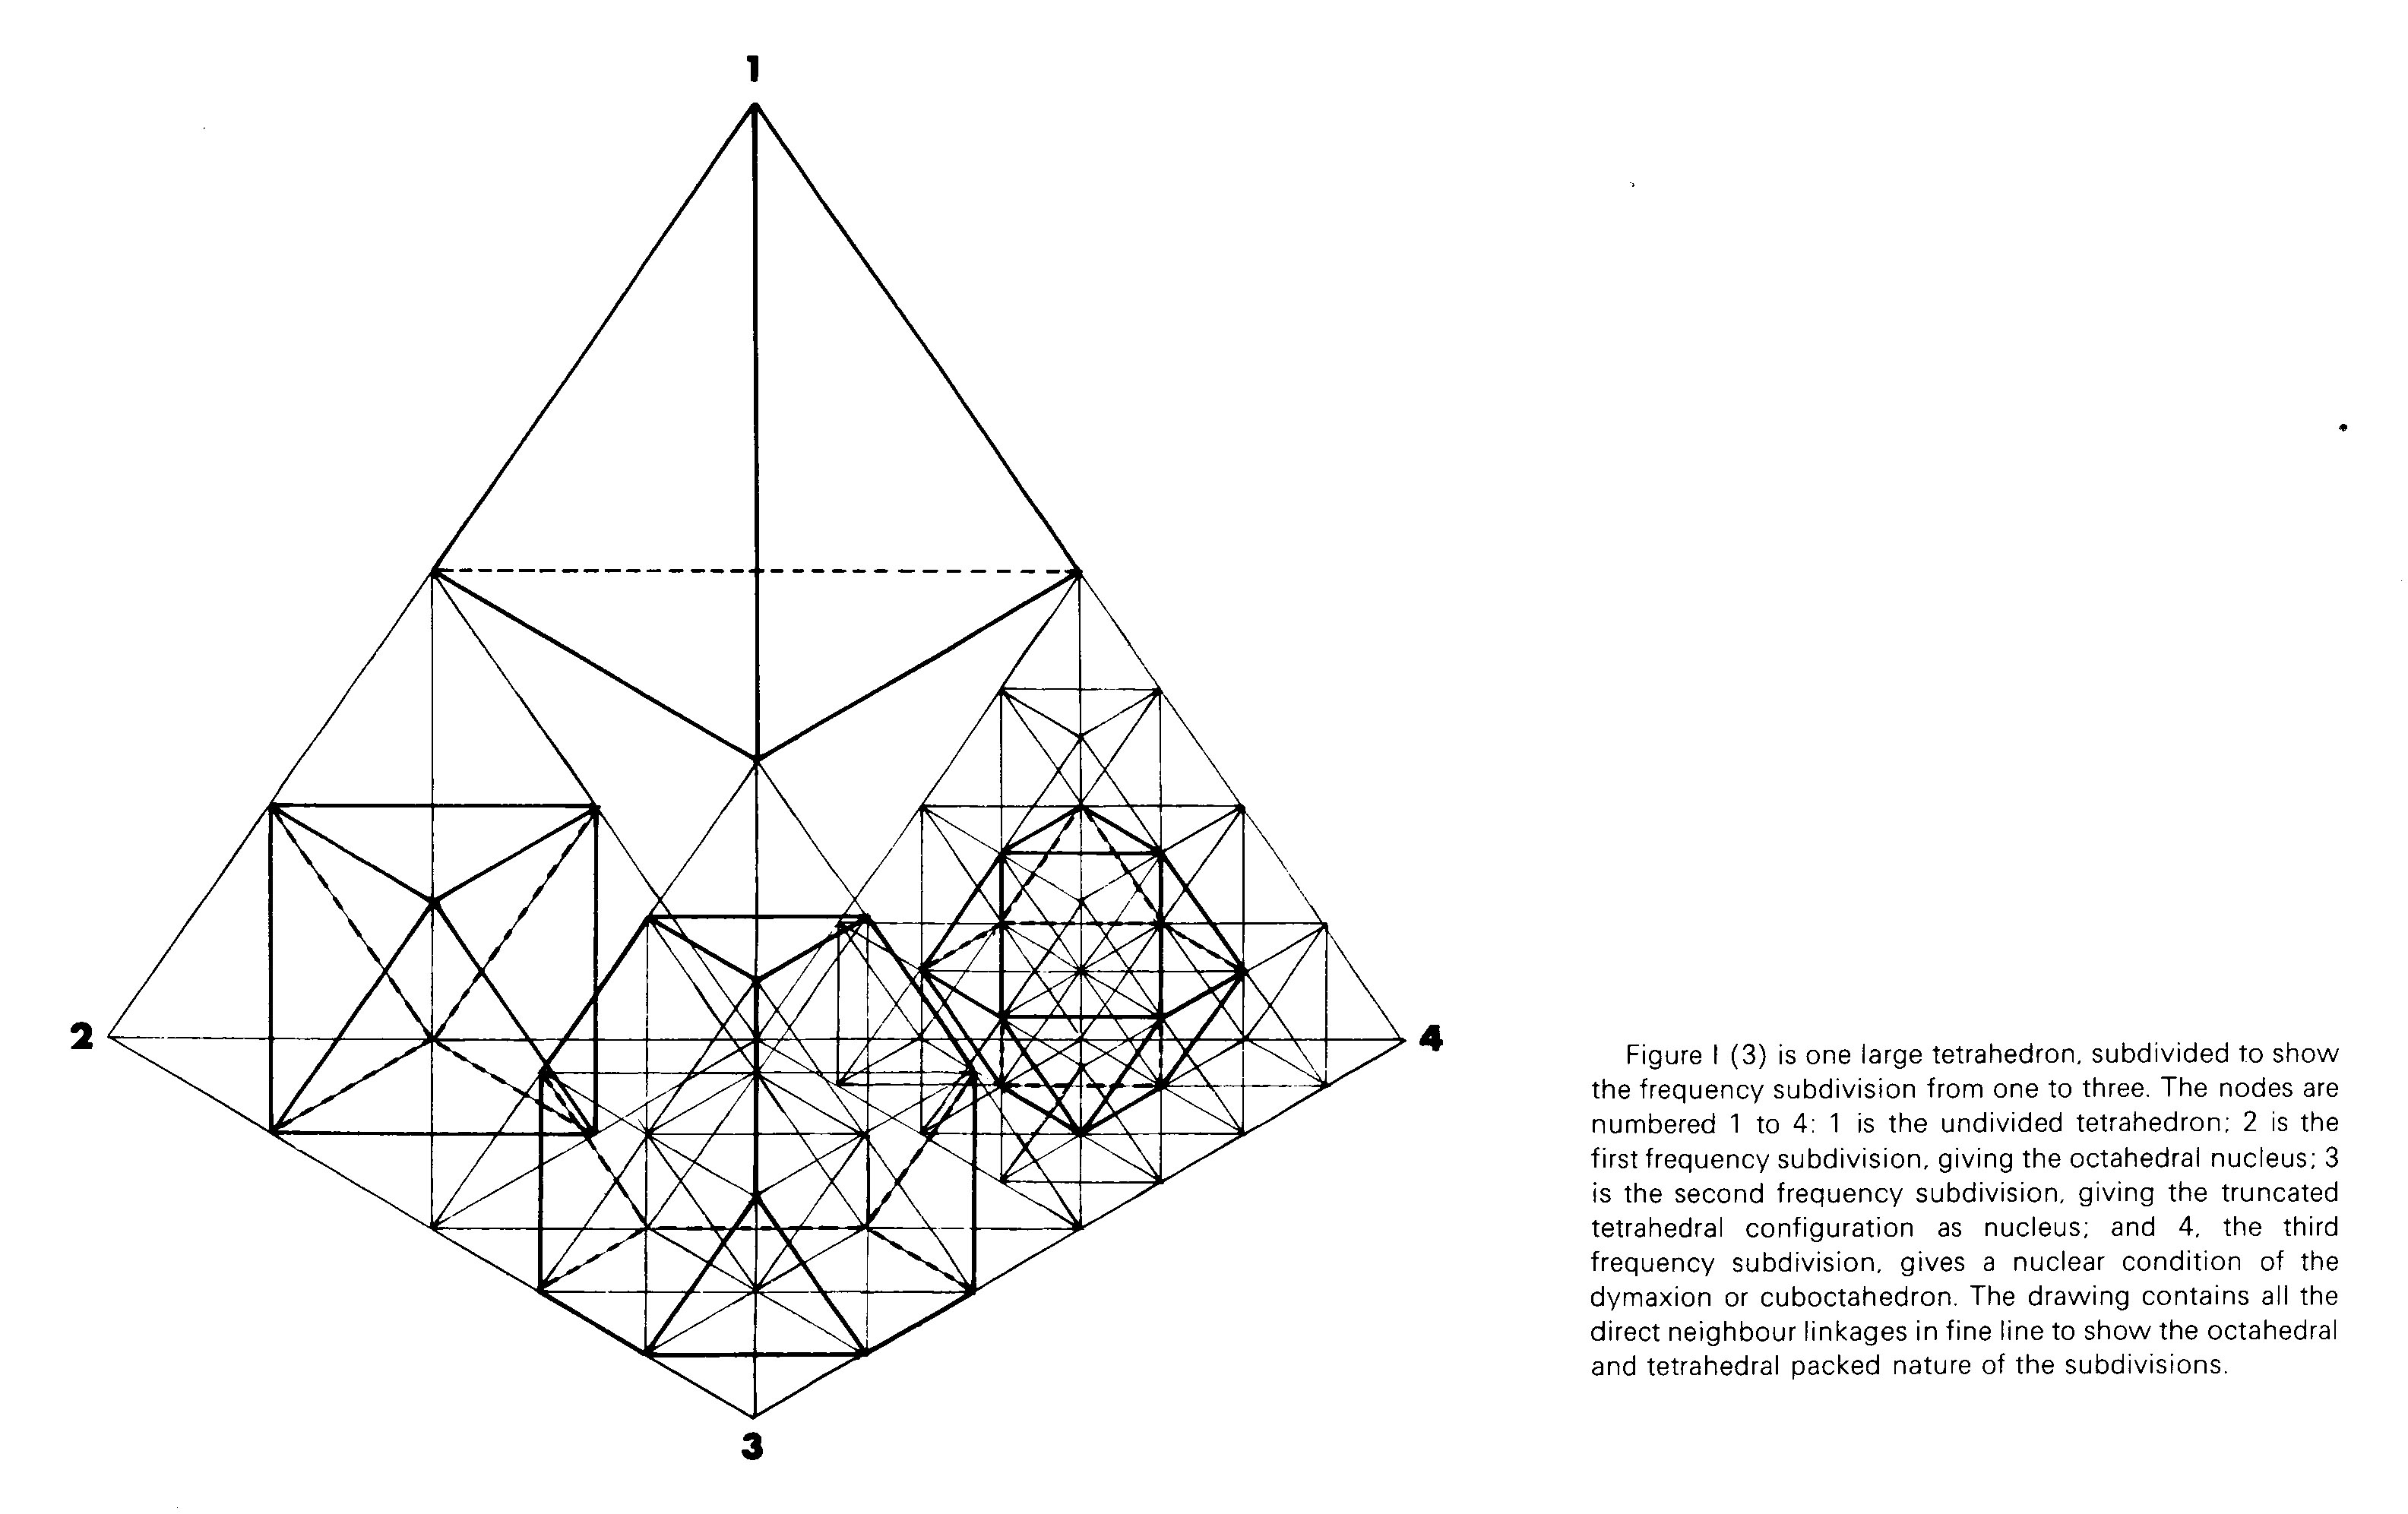 1
2
4
Figure I (3) is one large tetrahedron, subdivided to show
the frequency subdivision from one to three. The nodes are
numbered 1 to 4: 1 is the undivided tetrahedron; 2 is the
first frequency subdivision, giving the octahedral nucleus; 3
is the second frequency subdivision, giving the truncated
tetrahedral configuration as nucleus; and 4, the third
frequency subdivision, gives a nuclear condition of the
dymaxion or cuboctahedron. The drawing contains all the
direct neighbour linkages in fine line to show the octahedral
and tetrahedral packed nature of the subdivisions.
3